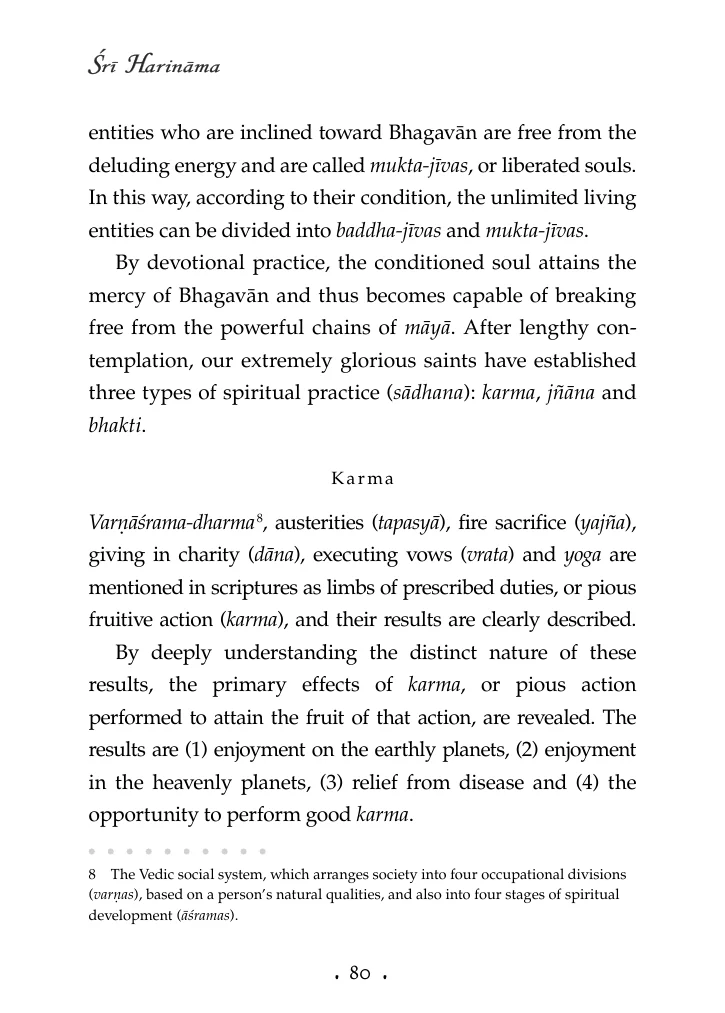 Śrī Harināma
entities who are inclined toward Bhagavān are free from the
deluding energy and are called mukta-jīvas, or liberated souls.
In this way, according to their condition, the unlimited living
entities can be divided into baddha-jīvas and mukta-jīvas.
By devotional practice, the conditioned soul attains the
mercy of Bhagavān and thus becomes capable of breaking
free from the powerful chains of māyā. After lengthy con-
templation, our extremely glorious saints have established
three types of spiritual practice (sādhana): karma, jñāna and
bhakti.
Karma
Varṇāśrama-dharma8, austerities (tapasyā), fire sacrifice (yajña),
giving in charity (dāna), executing vows (vrata) and yoga are
mentioned in scriptures as limbs of prescribed duties, or pious
fruitive action (karma), and their results are clearly described.
By deeply understanding the distinct nature of these
results, the primary effects of karma, or pious action
performed to attain the fruit of that action, are revealed. The
results are (1) enjoyment on the earthly planets, (2) enjoyment
in the heavenly planets, (3) relief from disease and (4) the
opportunity to perform good karma.
8 The Vedic social system, which arranges society into four occupational divisions
(varṇas), based on a person's natural qualities, and also into four stages of spiritual
development (āśramas).
. 80 .